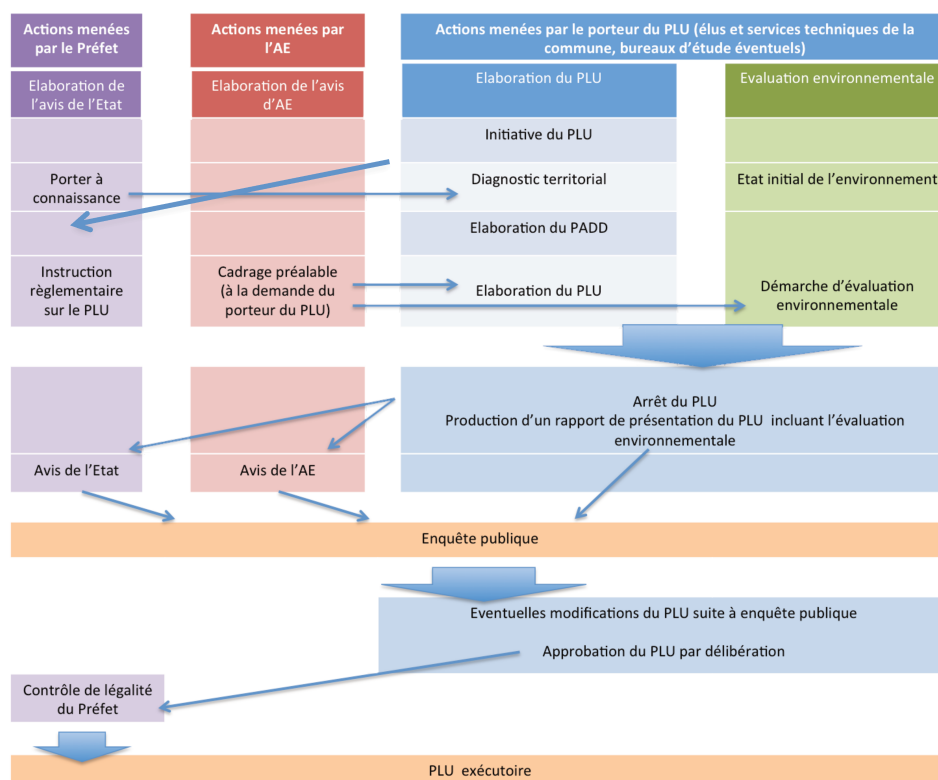 Actions menées
par le Préfet
Actions menées par
l'AE
Actions menées par le porteur du PLU (élus et services techniques de la
commune, bureaux d'étude éventuels)
Elaboration de
l'avis de l'Etat
Elaboration de l'avis
d'AE
Elaboration du PLU
Evaluation environnementale
Initiative du PLU
Porter à
connaissance
Diagnostic territorial
Etat initial de l'environnement
Elaboration du PADD
Instruction
règlementaire
sur le PLU
Cadrage préalable
(à la demande du
porteur du PLU)
Elaboration du PLU
Démarche d'évaluation
environnementale
Arrêt du PLU
Production d'un rapport de présentation du PLU incluant l'évaluation
environnementale
Avis de l'Etat
Avis de l'AE
Enquête publique
Eventuelles modifications du PLU suite à enquête publique
Approbation du PLU par délibération
Contrôle de légalité
du Préfet
PLU exécutoire